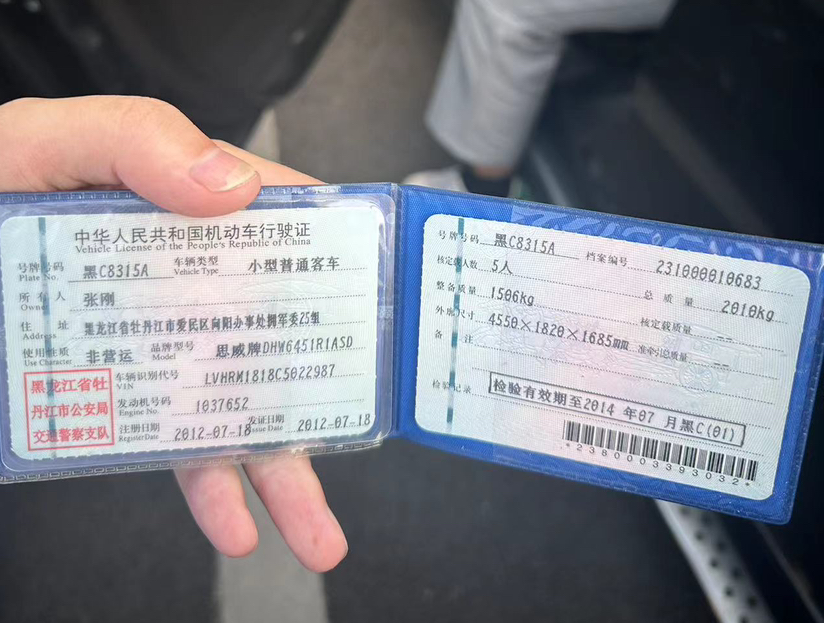 中华人民共和国机动车行驶证
Vehicle License of the People's Republic of China
号牌号码 黑C8315A 车辆类型 小型普通客车
Plate No. Vehicle Type
所有人 张刚
Owner
住址 黑龙江省牡丹江市爱民区向阳办事处拥军委25组
Address
使用性质 非营运 品牌型号 思威牌DHW6451R1ASD
Use Character Model
黑龙江省牡
丹江市公安局
交通警察支队
车辆识别代号 LVHRM1818C5022987
VIN
发动机号码 1037652
Engine No.
注册日期 2012-07-18 发证日期 2012-07-18
Register Date Issue Date
号牌号码 黑C8315A 档案编号 231000010683
核定载人数 5人 总质量 2010kg
整备质量 1506kg 核定载质量 --
外廓尺寸 4550×1820×1685mm 准牵引总质量 --
备注
检验记录 检验有效期至2014年07月黑C(01)
*2380003393032*